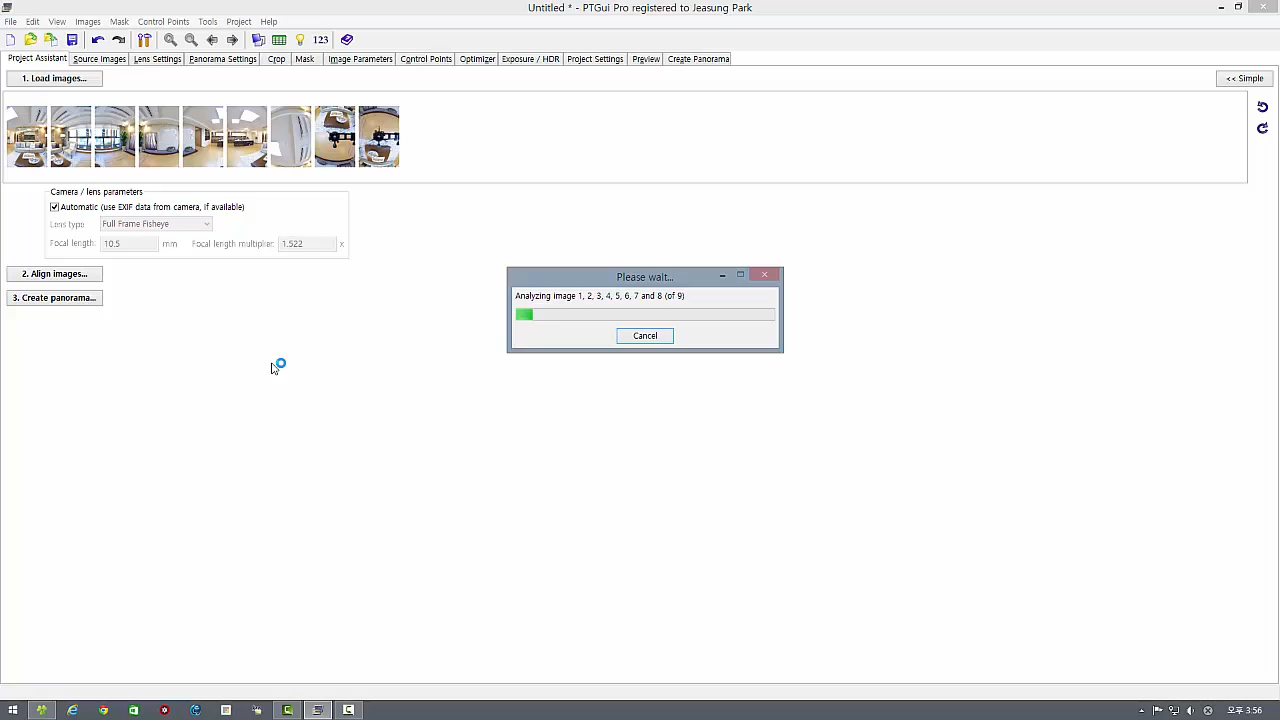 Untitled * - PTGui Pro registered to Jeasung Park
File Edit View Images Mask Control Points Tools Project Help
123
Project Assistant Source Images Lens Settings Panorama Settings Crop Mask Image Parameters Control Points Optimizer Exposure / HDR Project Settings Preview Create Panorama
1. Load images...
<< Simple
Camera / lens parameters
Automatic (use EXIF data from camera, if available)
Lens type: Full Frame Fisheye
Focal length: 10.5 mm Focal length multiplier: 1.522 x
2. Align images...
3. Create panorama...
Please wait...
Analyzing image 1, 2, 3, 4, 5, 6, 7 and 8 (of 9)
Cancel
오후 3:56